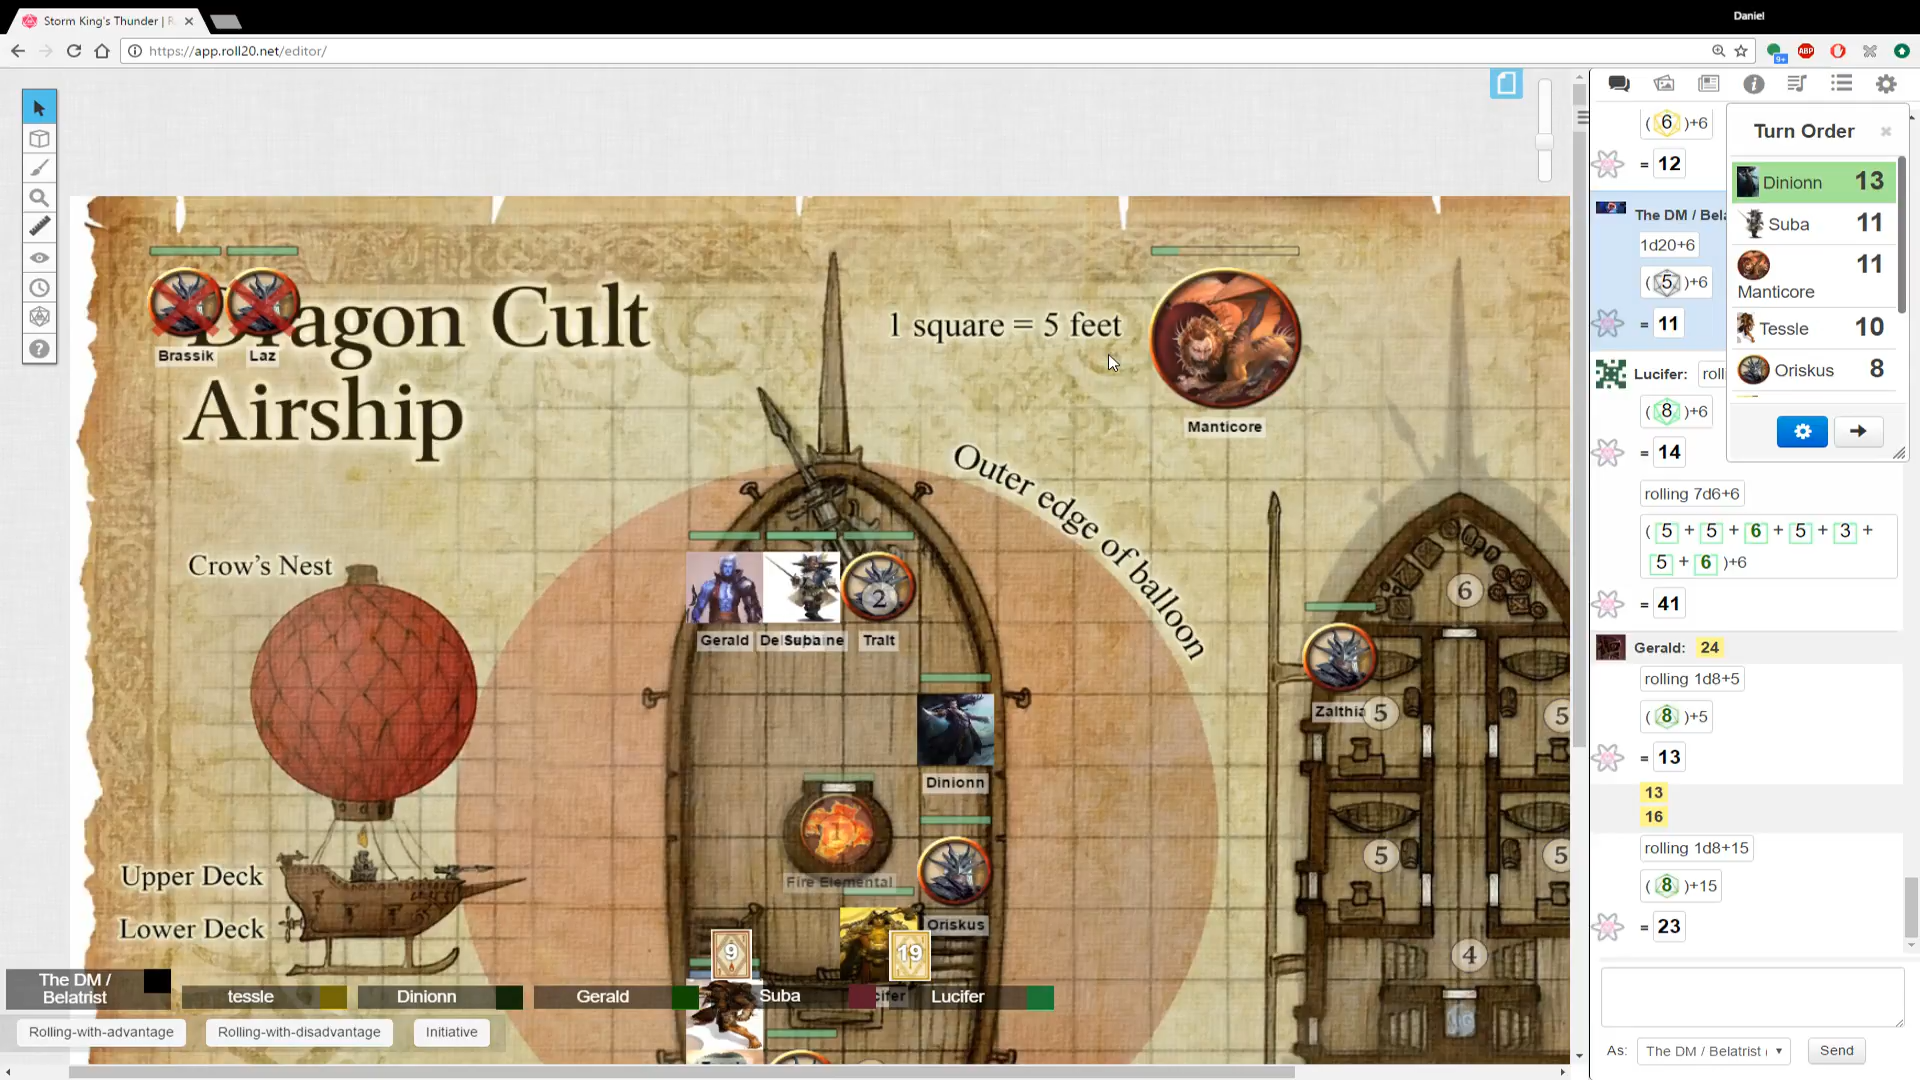 Daniel
Storm King's Thunder |
https://app.roll20.net/editor/
9+
ABP
Dragon Cult
Airship
Brassik
Laz
1 square = 5 feet
Manticore
Outer edge of balloon
Crow's Nest
Upper Deck
Lower Deck
Gerald
Trait
2
Dinionn
Fire Elemental
Oriskus
9
19
Zalthia
6
5
5
5
5
4
The DM /
Belatrist
tessle
Dinionn
Gerald
Suba
Lucifer
Rolling-with-advantage
Rolling-with-disadvantage
Initiative
( 6 )+6
= 12
The DM / Bela
1d20+6
( 5 )+6
= 11
Lucifer: roll
( 8 )+6
= 14
rolling 7d6+6
( 5 + 5 + 6 + 5 + 3 +
5 + 6 )+6
= 41
Gerald: 24
rolling 1d8+5
( 8 )+5
= 13
13
16
rolling 1d8+15
( 8 )+15
= 23
Turn Order
Dinionn 13
Suba 11
Manticore 11
Tessle 10
Oriskus 8
As: The DM / Belatrist (
Send